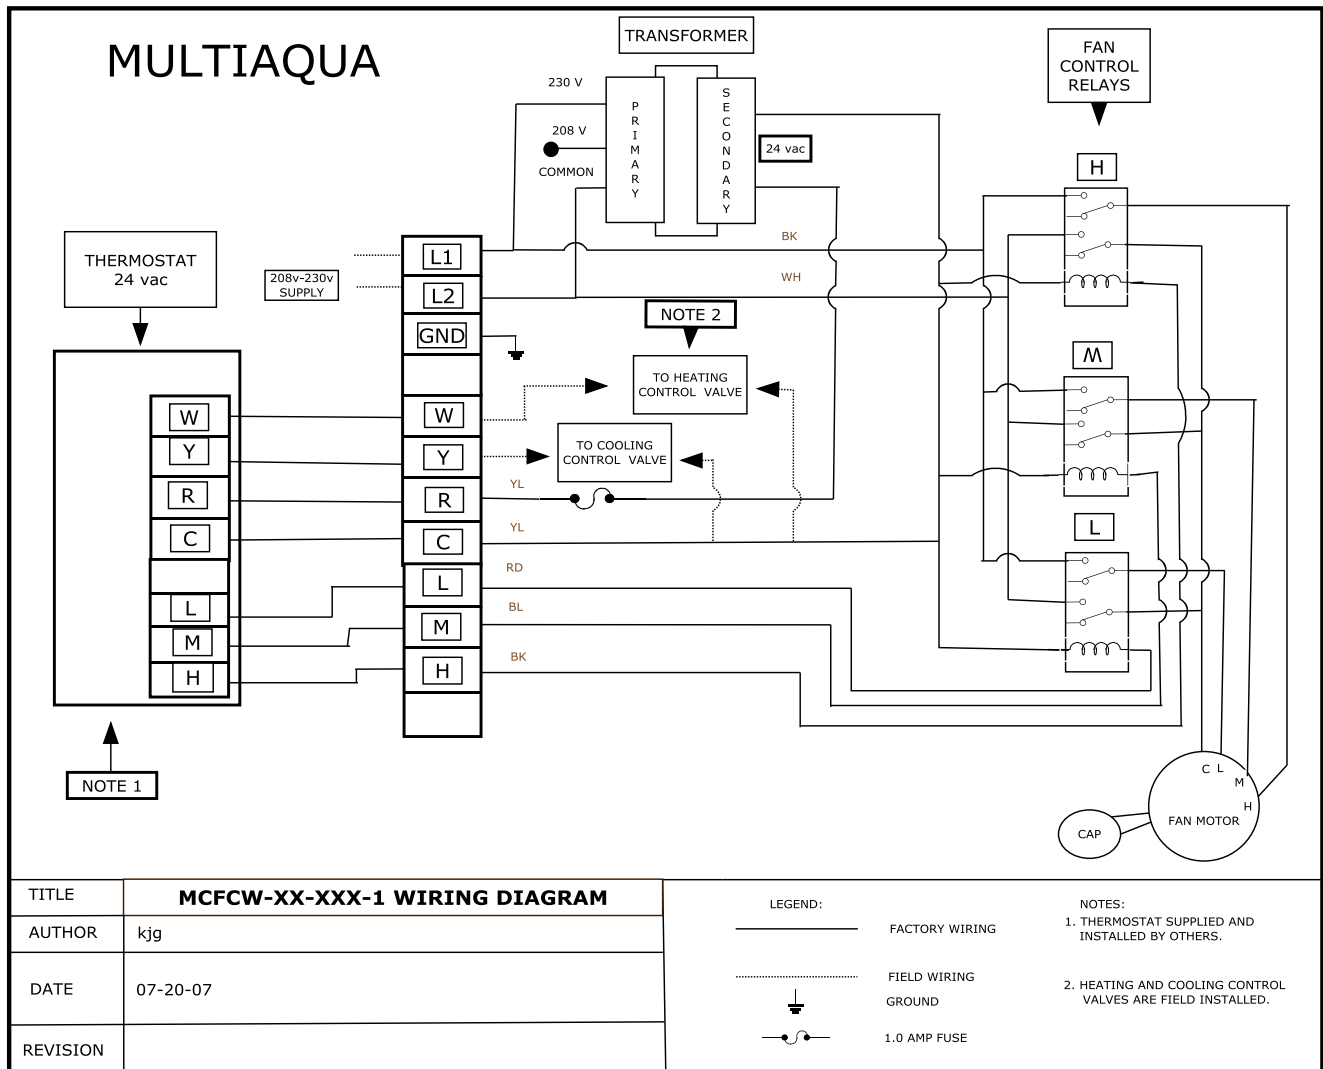 MULTIAQUA
TRANSFORMER
FAN
CONTROL
RELAYS
230 V
208 V
COMMON
PRIMARY
SECONDARY
24 vac
H
THERMOSTAT
24 vac
208v-230v
SUPPLY
L1
L2
GND
BK
WH
NOTE 2
TO HEATING
CONTROL VALVE
TO COOLING
CONTROL VALVE
M
L
W
Y
R
C
L
M
H
W
Y
R
C
L
M
H
YL
YL
RD
BL
BK
NOTE 1
C L
M
H
FAN MOTOR
CAP
TITLE
MCFCW-XX-XXX-1 WIRING DIAGRAM
AUTHOR
kjg
DATE
07-20-07
REVISION
LEGEND:
FACTORY WIRING
FIELD WIRING
GROUND
1.0 AMP FUSE
NOTES:
1. THERMOSTAT SUPPLIED AND
INSTALLED BY OTHERS.
2. HEATING AND COOLING CONTROL
VALVES ARE FIELD INSTALLED.